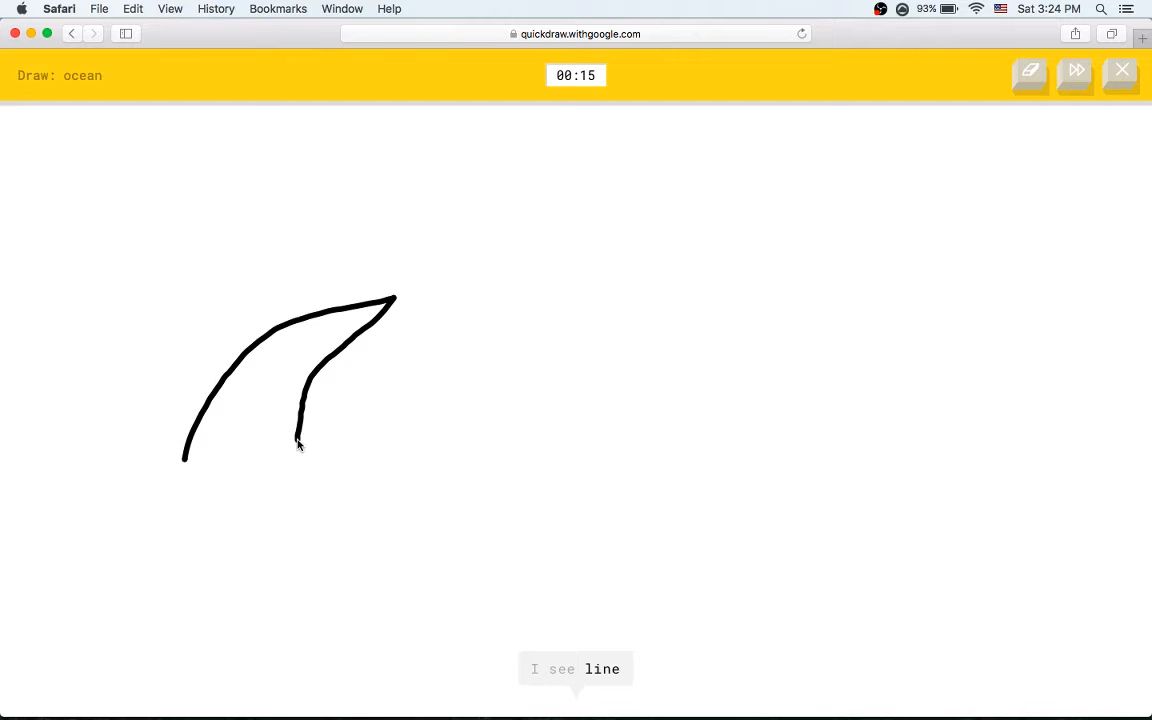 Safari File Edit View History Bookmarks Window Help 93% Sat 3:24 PM
quickdraw.withgoogle.com
Draw: ocean 00:15
I see line